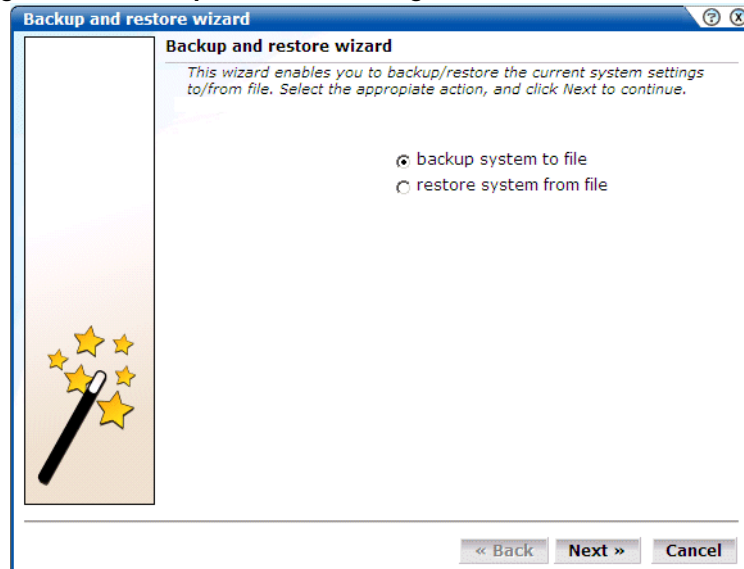 Backup and restore wizard
Backup and restore wizard
This wizard enables you to backup/restore the current system settings
to/from file. Select the appropiate action, and click Next to continue.
backup system to file
restore system from file
« Back Next » Cancel